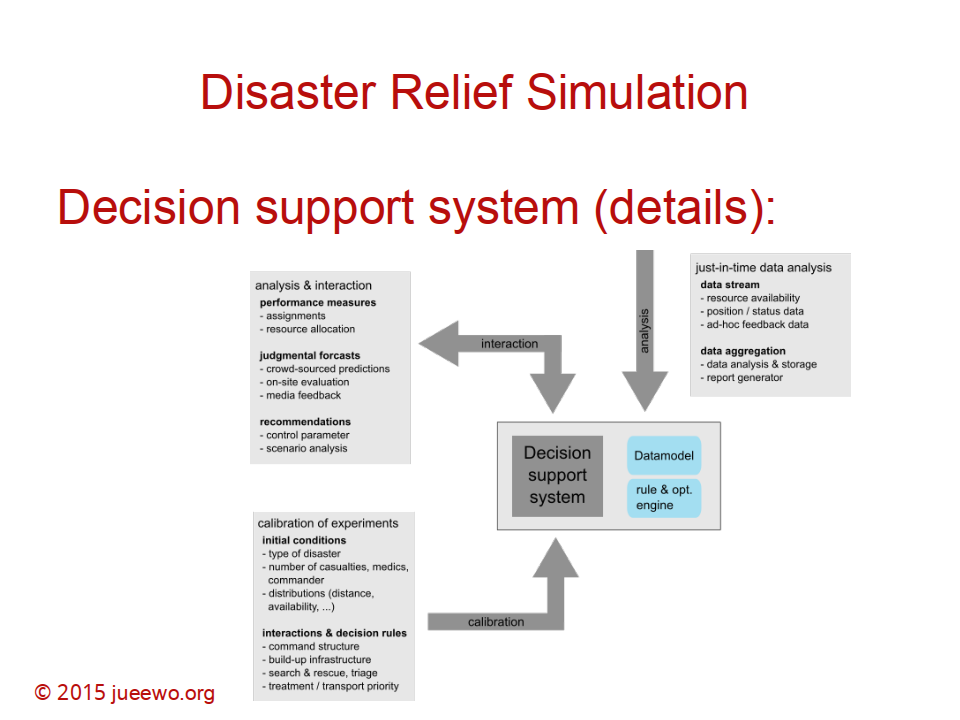 Disaster Relief Simulation
Decision support system (details):
analysis & interaction
performance measures
- assignments
- resource allocation
judgmental forcasts
- crowd-sourced predictions
- on-site evaluation
- media feedback
recommendations
- control parameter
- scenario analysis
interaction
analysis
just-in-time data analysis
data stream
- resource availability
- position / status data
- ad-hoc feedback data
data aggregation
- data analysis & storage
- report generator
Decision
support
system
Datamodel
rule & opt.
engine
calibration of experiments
initial conditions
- type of disaster
- number of casualties, medics,
commander
- distributions (distance,
availability, ...)
interactions & decision rules
- command structure
- build-up infrastructure
- search & rescue, triage
- treatment / transport priority
calibration
© 2015 jueewo.org